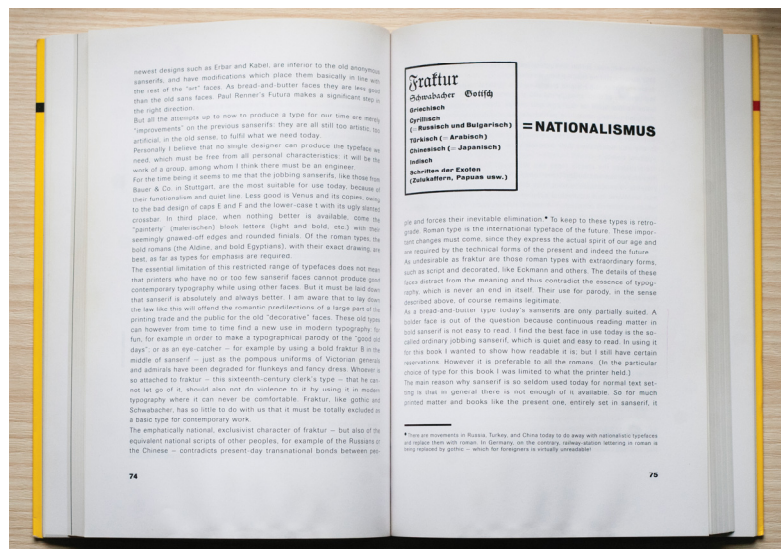 newest designs such as Erbar and Kabel, are inferior to the old anonymous
sanserifs, and have modifications which place them basically in line with
the rest of the "art" faces. As bread-and-butter faces they are less good
than the old sans faces. Paul Renner's Futura makes a significant step in
the right direction.
But all the attempts up to now to produce a type for our time are merely
"improvements" on the previous sanserifs: they are all still too artistic, too
artificial, in the old sense, to fulfil what we need today.
Personally I believe that no single designer can produce the typeface we
need, which must be free from all personal characteristics: it will be the
work of a group, among whom I think there must be an engineer.
For the time being it seems to me that the jobbing sanserifs, like those from
Bauer & Co. in Stuttgart, are the most suitable for use today, because of
their functionalism and quiet line. Less good is Venus and its copies, owing
to the bad design of caps E and F and the lower-case t with its ugly slanted
crossbar. In third place, when nothing better is available, come the
"painterly" (malerischen) block letters (light and bold, etc.) with their
seemingly gnawed-off edges and rounded finials. Of the roman types, the
bold romans (the Aldine, and bold Egyptians), with their exact drawing, are
best, as far as types for emphasis are required.
The essential limitation of this restricted range of typefaces does not mean
that printers who have no or too few sanserif faces cannot produce good
contemporary typography while using other faces. But it must be laid down
that sanserif is absolutely and always better. I am aware that to lay down
the law like this will offend the romantic predilections of a large part of the
printing trade and the public for the old "decorative" faces. These old types
can however from time to time find a new use in modern typography: for
fun, for example in order to make a typographical parody of the "good old
days"; or as an eye-catcher – for example by using a bold fraktur B in the
middle of sanserif – just as the pompous uniforms of Victorian generals
and admirals have been degraded for flunkeys and fancy dress. Whoever is
so attached to fraktur – this sixteenth-century clerk's type – that he can-
not let go of it, should also not do violence to it by using it in modern
typography where it can never be comfortable. Fraktur, like gothic and
Schwabacher, has so little to do with us that it must be totally excluded as
a basic type for contemporary work.
The emphatically national, exclusivist character of fraktur – but also of the
equivalent national scripts of other peoples, for example of the Russians or
the Chinese – contradicts present-day transnational bonds between peo-
74
Fraktur
Schwabacher Gotisch
Griechisch
Cyrillisch
(= Russisch und Bulgarisch)
Türkisch (= Arabisch)
Chinesisch (= Japanisch)
Indisch
Schriften der Exoten
(Zulukaffern, Papuas usw.)
= NATIONALISMUS
ple and forces their inevitable elimination.* To keep to these types is retro-
grade. Roman type is the international typeface of the future. These impor-
tant changes must come, since they express the actual spirit of our age and
are required by the technical forms of the present and indeed the future.
As undesirable as fraktur are those roman types with extraordinary forms,
such as script and decorated, like Eckmann and others. The details of these
faces distract from the meaning and thus contradict the essence of typog-
raphy, which is never an end in itself. Their use for parody, in the sense
described above, of course remains legitimate.
As a bread-and-butter type today's sanserifs are only partially suited. A
bolder face is out of the question because continuous reading matter in
bold sanserif is not easy to read. I find the best face in use today is the so-
called ordinary jobbing sanserif, which is quiet and easy to read. In using it
for this book I wanted to show how readable it is; but I still have certain
reservations. However it is preferable to all the romans. (In the particular
choice of type for this book I was limited to what the printer held.)
The main reason why sanserif is so seldom used today for normal text set-
ting is that in general there is not enough of it available. So for much
printed matter and books like the present one, entirely set in sanserif, it
* There are movements in Russia, Turkey, and China today to do away with nationalistic typefaces
and replace them with roman. In Germany, on the contrary, railway-station lettering in roman is
being replaced by gothic – which for foreigners is virtually unreadable!
75